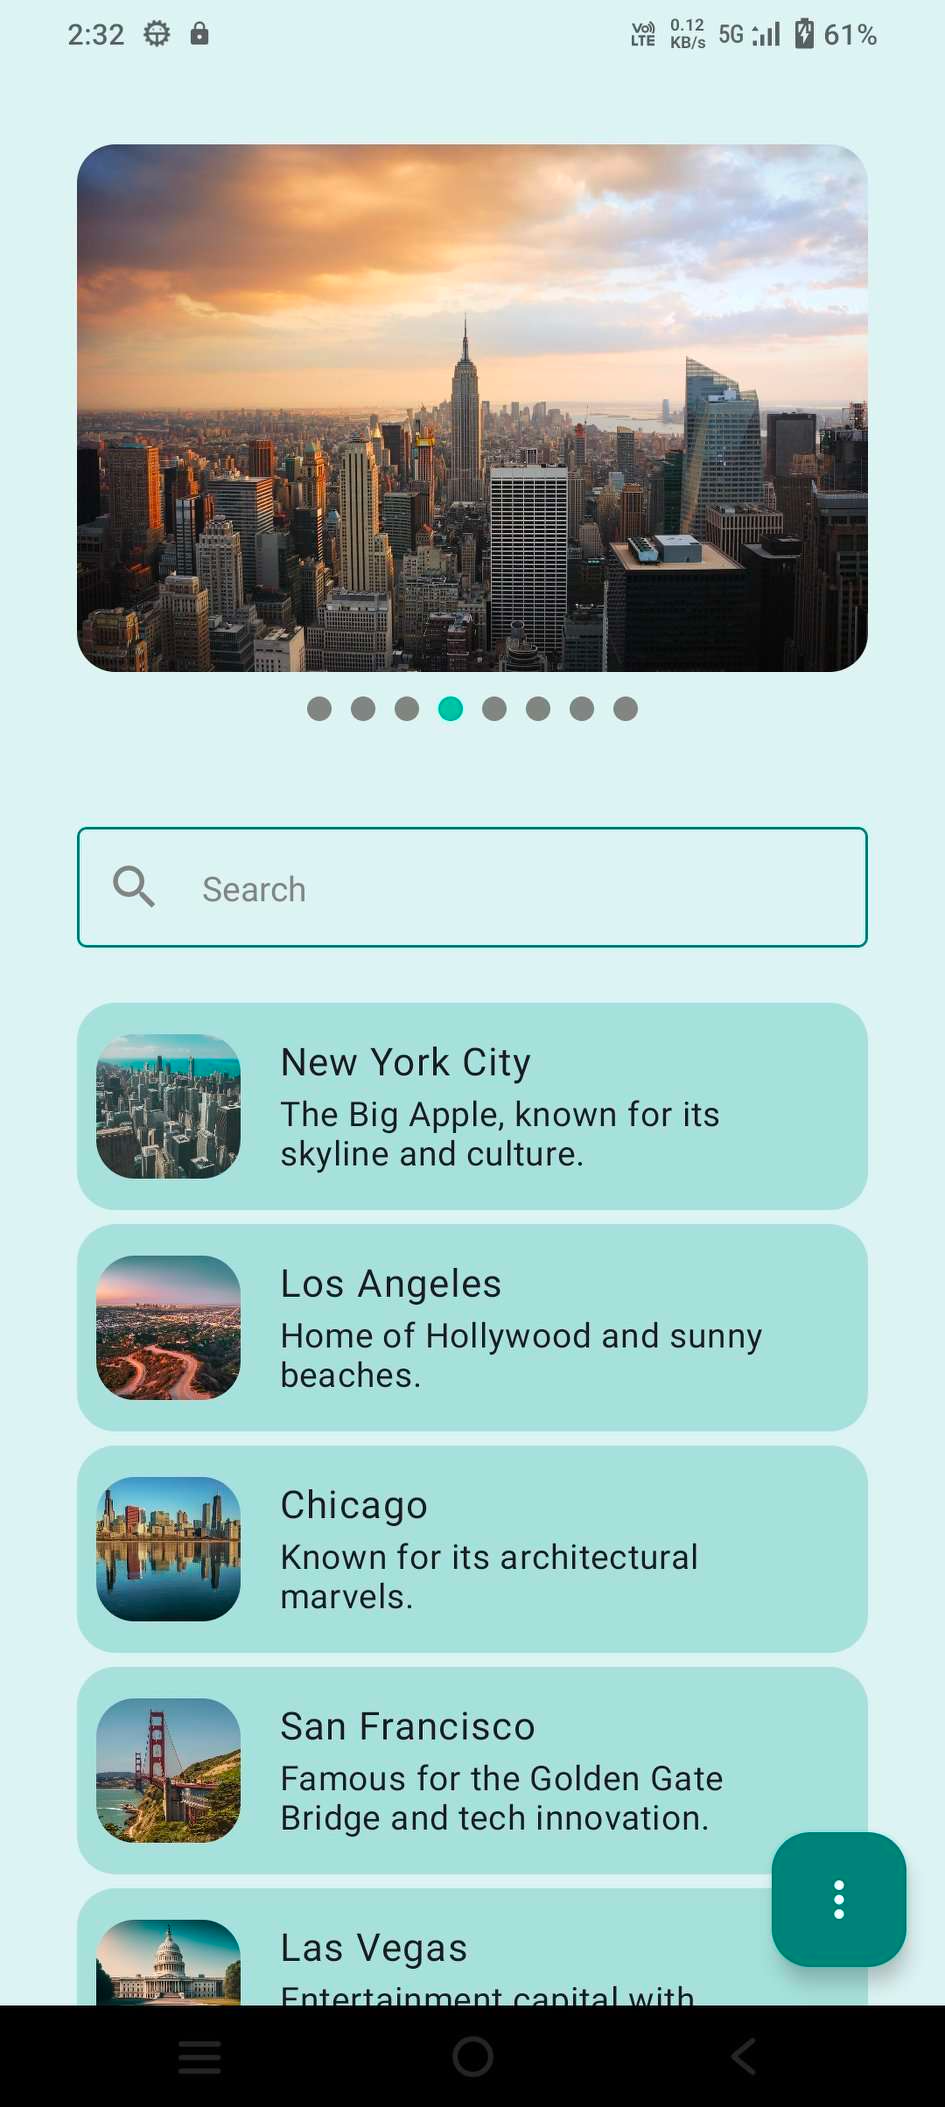 2:32
Vo)
LTE
0.12
KB/s
5G
61%
Search
New York City
The Big Apple, known for its
skyline and culture.
Los Angeles
Home of Hollywood and sunny
beaches.
Chicago
Known for its architectural
marvels.
San Francisco
Famous for the Golden Gate
Bridge and tech innovation.
Las Vegas
Entertainment capital with